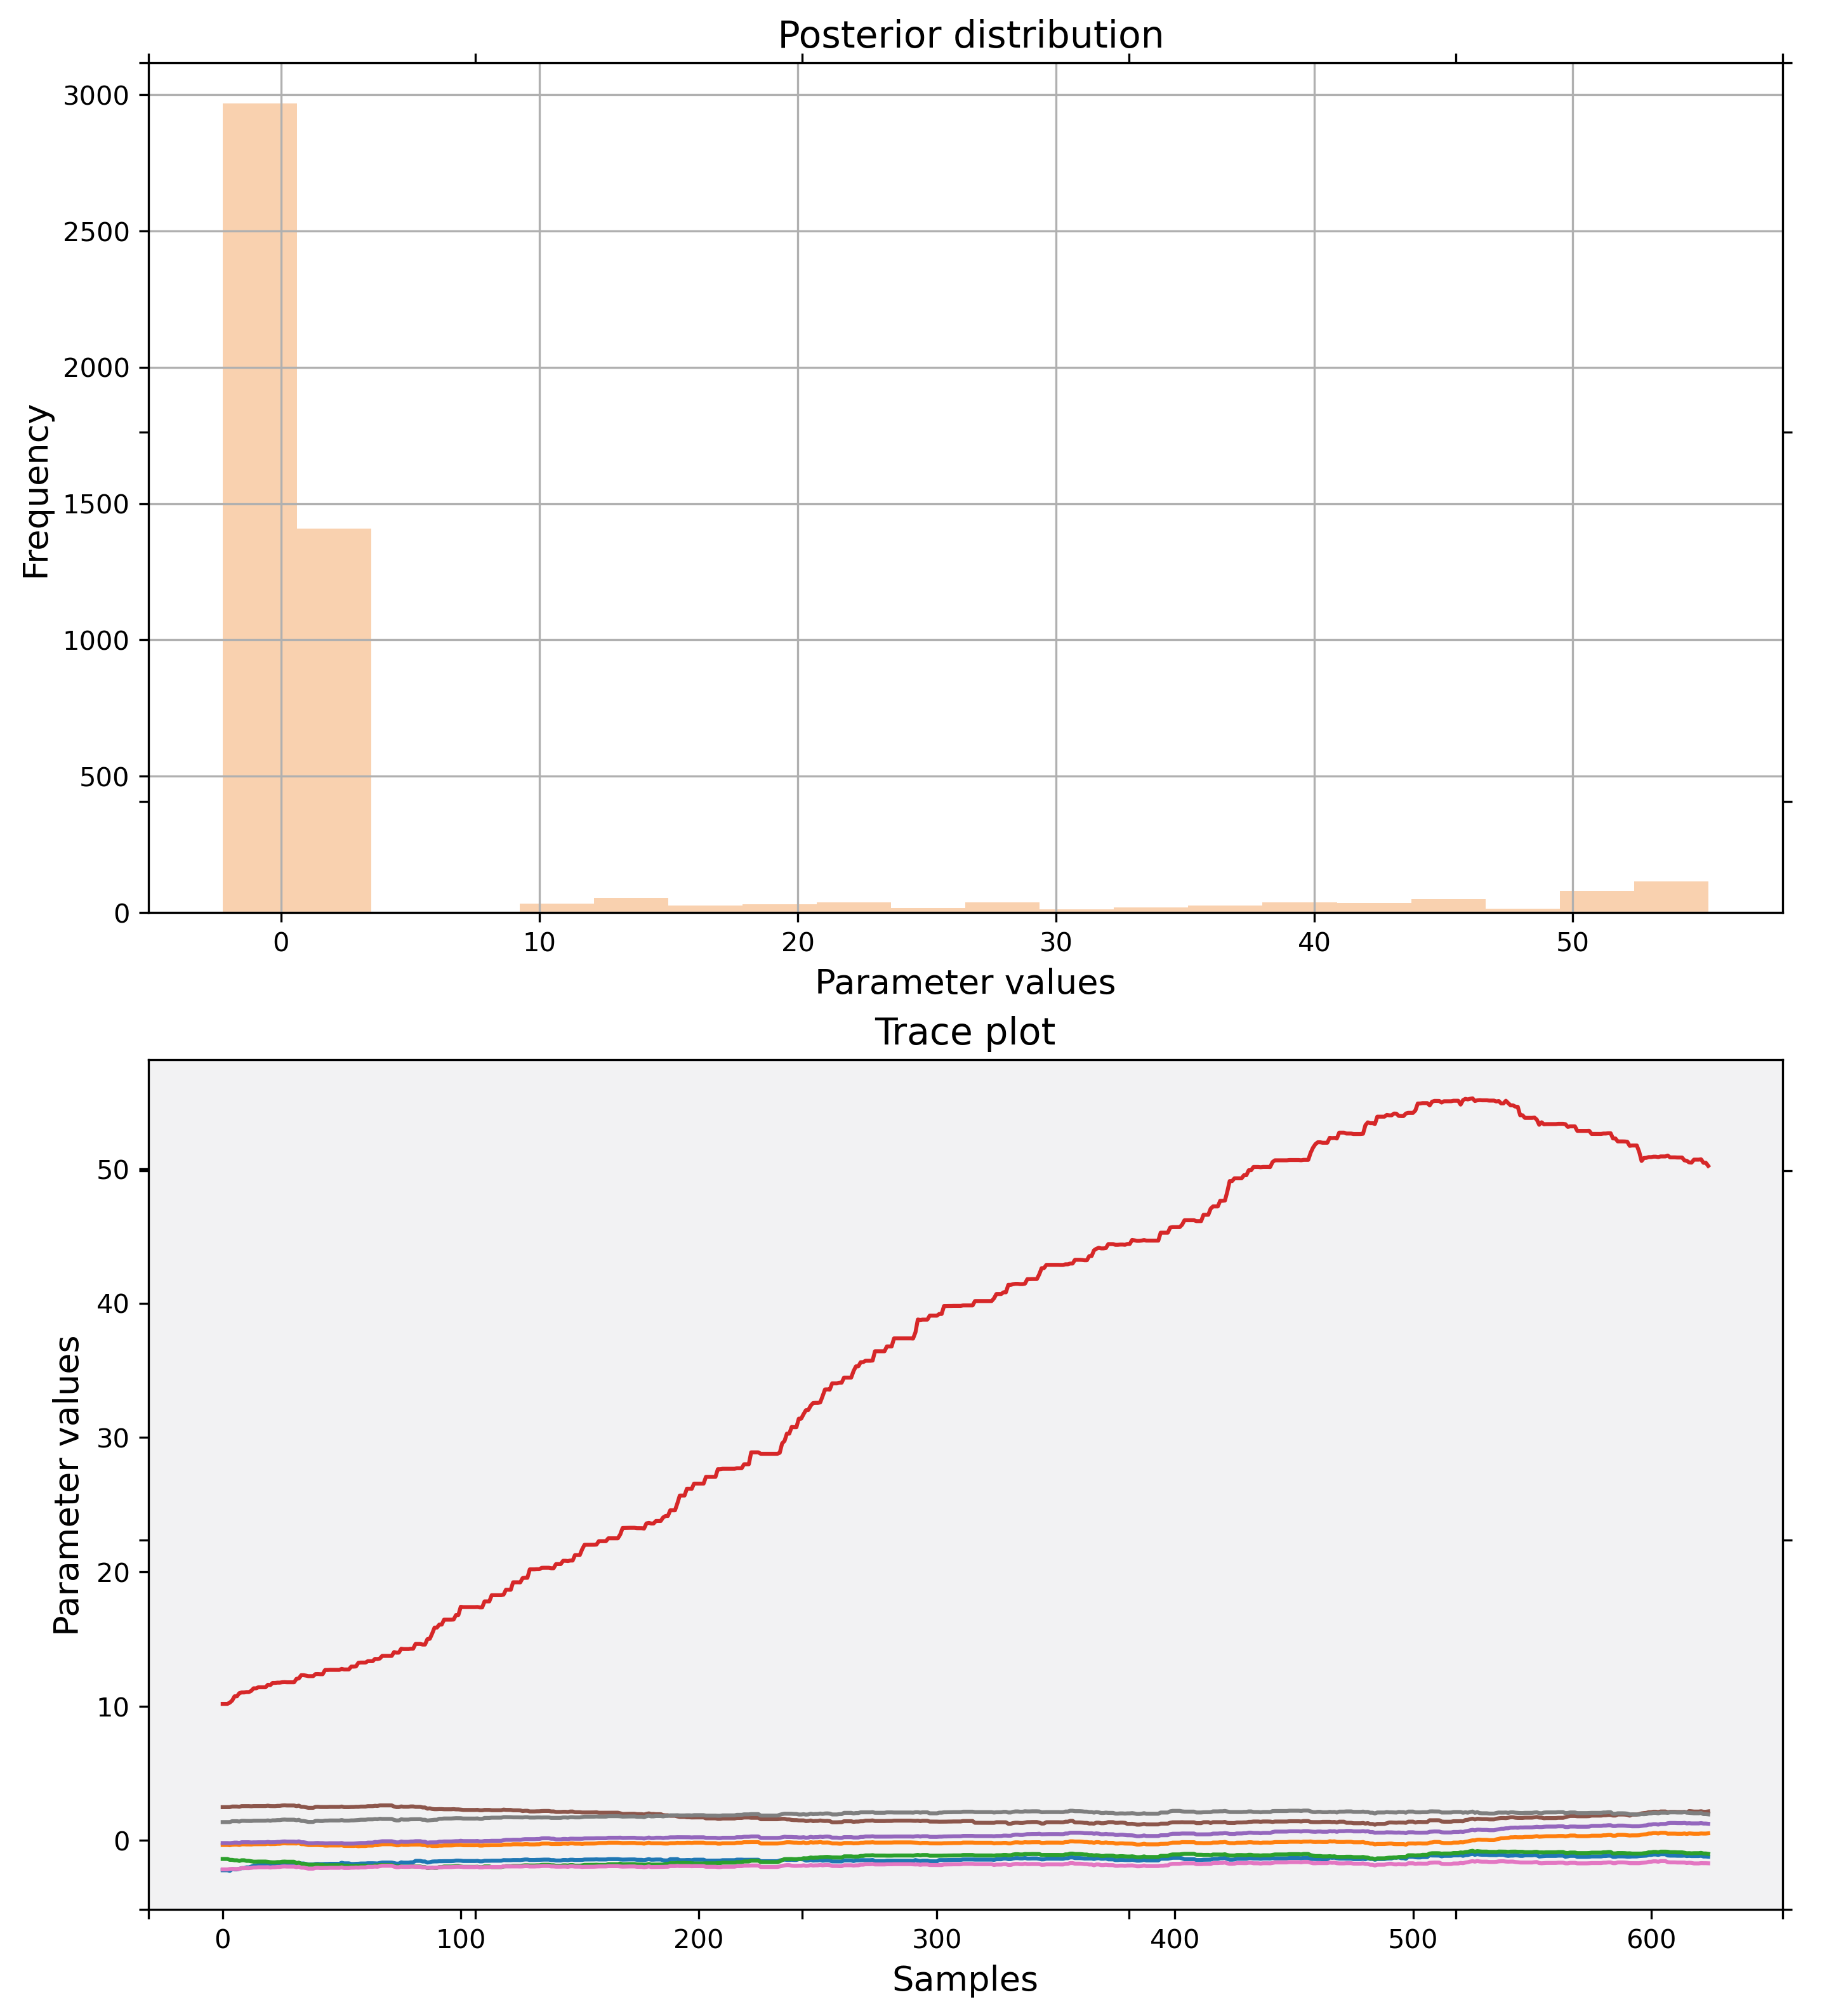 Posterior distribution
3000
2500
2000
1500
1000
500
0
Frequency
0 10 20 30 40 50
Parameter values
Trace plot
50
40
30
20
10
0
Parameter values
0 100 200 300 400 500 600
Samples